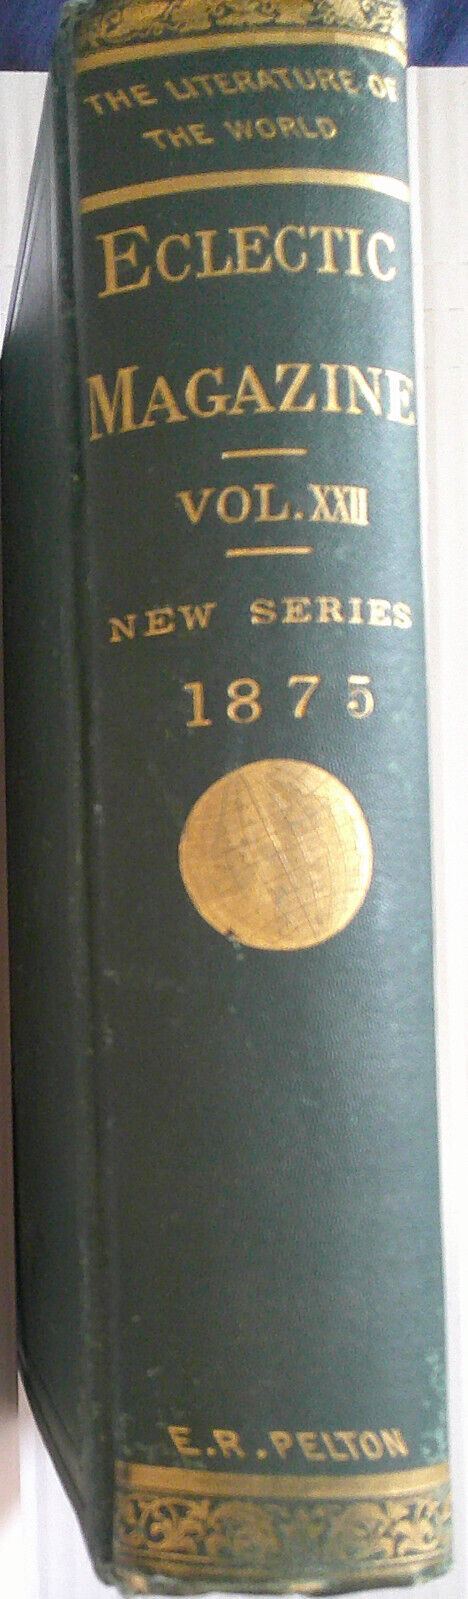 THE LITERATURE OF
THE WORLD
ECLECTIC
MAGAZINE
VOL. XXII
NEW SERIES
1875
E.R. PELTON